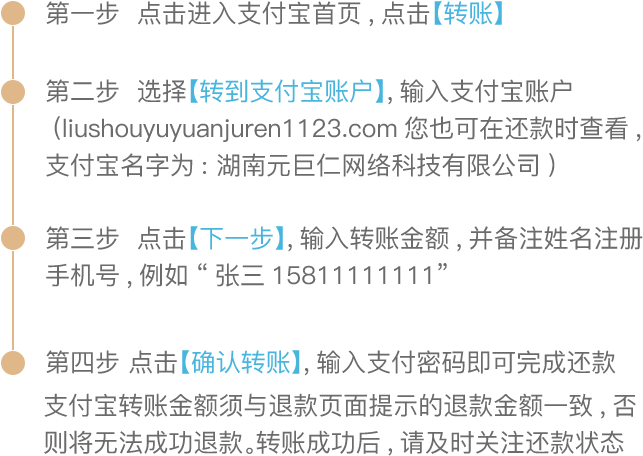 第一步 点击进入支付宝首页，点击【转账】
第二步 选择【转到支付宝账户】，输入支付宝账户
（liushouyuyuanjuren1123.com 您也可在还款时查看，
支付宝名字为：湖南元巨仁网络科技有限公司）
第三步 点击【下一步】，输入转账金额，并备注姓名注册
手机号，例如 “ 张三 15811111111”
第四步 点击【确认转账】，输入支付密码即可完成还款
支付宝转账金额须与退款页面提示的退款金额一致，否
则将无法成功退款。转账成功后，请及时关注还款状态